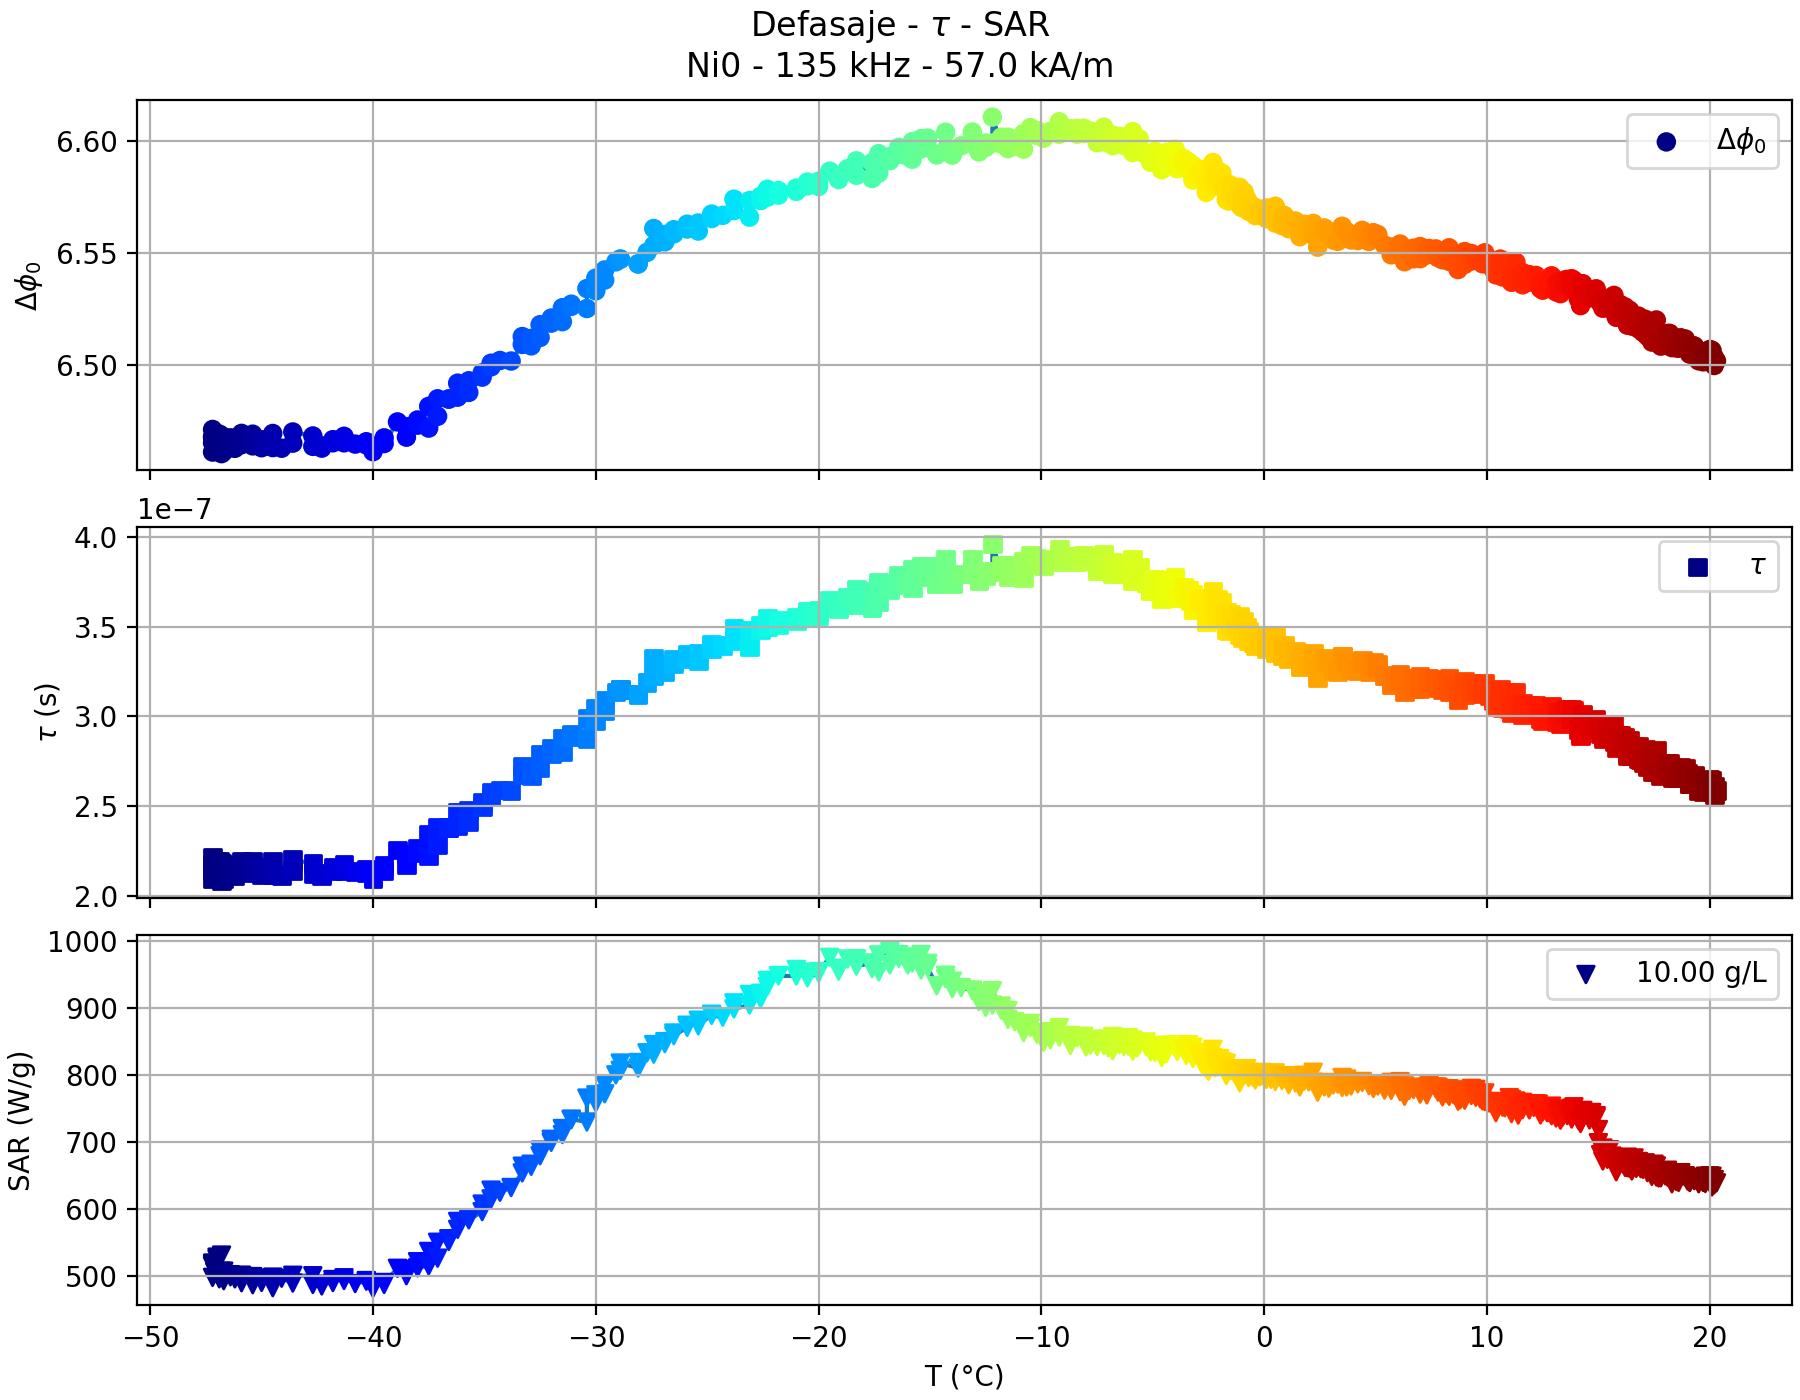 Defasaje - τ - SAR
Ni0 - 135 kHz - 57.0 kA/m
6.60
6.55
6.50
Δϕ₀
Δϕ₀
1e−7
4.0
3.5
3.0
2.5
2.0
τ (s)
τ
1000
900
800
700
600
500
SAR (W/g)
10.00 g/L
−50 −40 −30 −20 −10 0 10 20
T (°C)